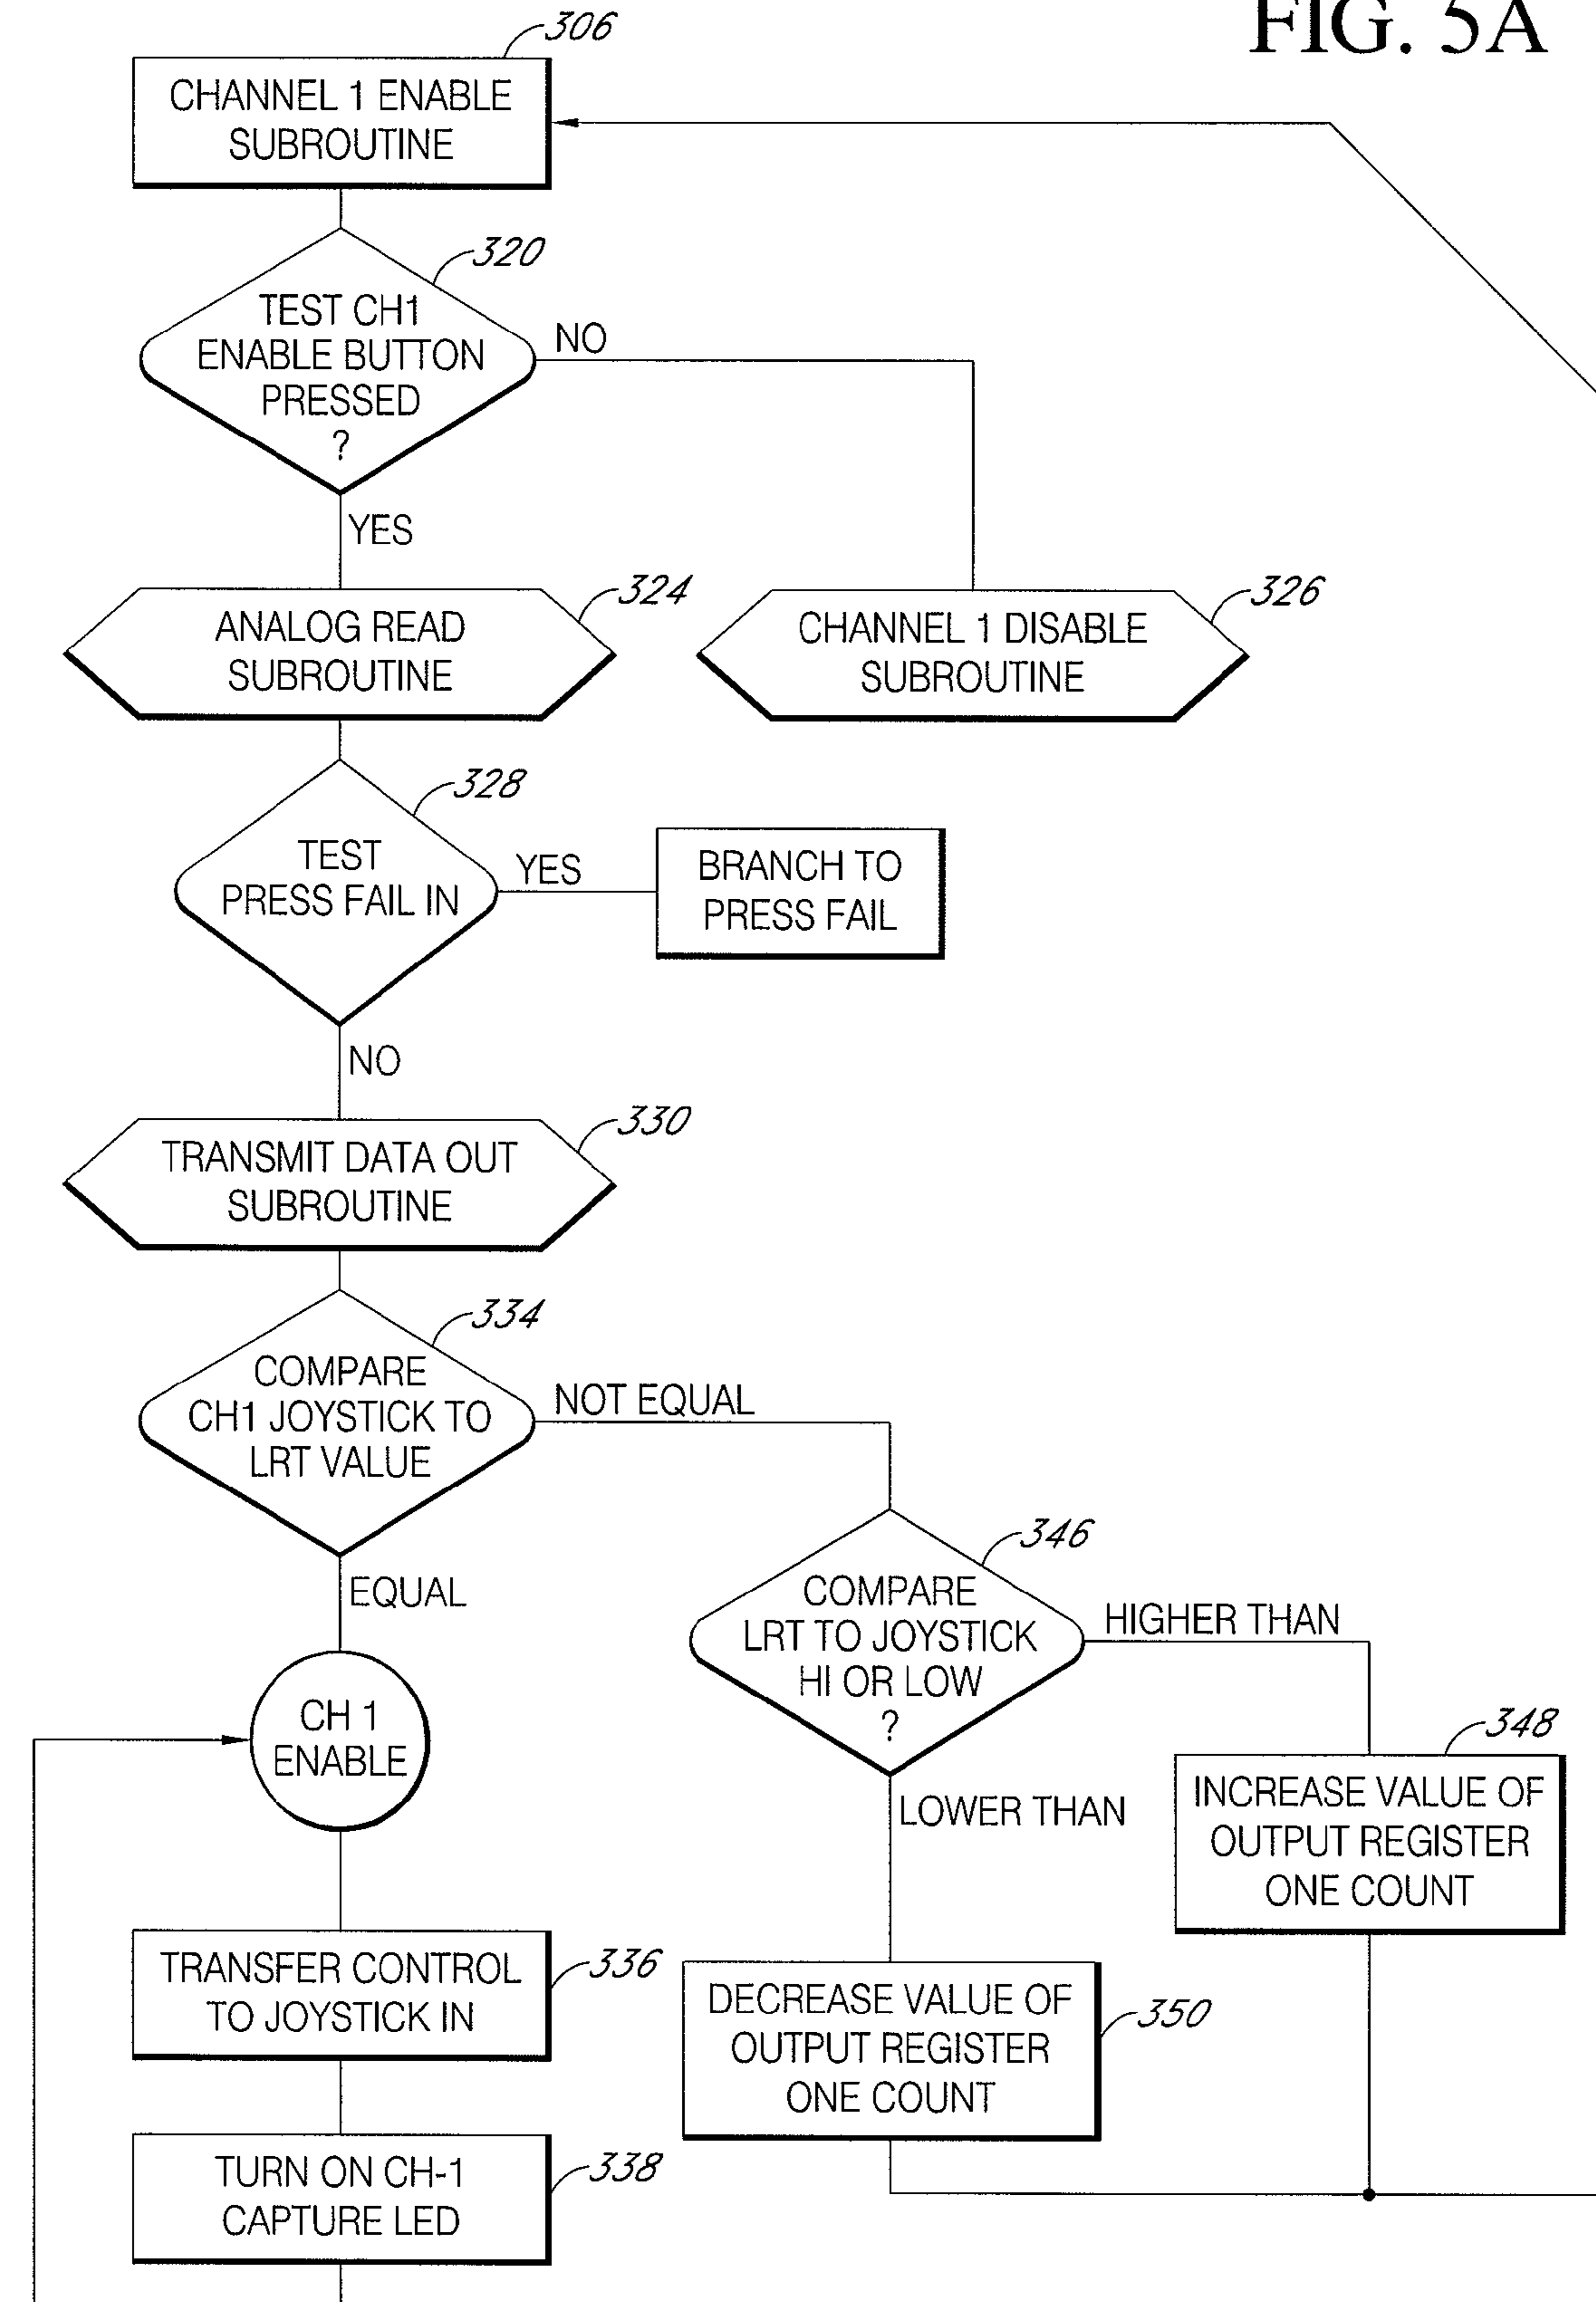 FIG. 5A
306
CHANNEL 1 ENABLE
SUBROUTINE
320
TEST CH1
ENABLE BUTTON
PRESSED
?
NO
YES
324
ANALOG READ
SUBROUTINE
326
CHANNEL 1 DISABLE
SUBROUTINE
328
TEST
PRESS FAIL IN
YES
BRANCH TO
PRESS FAIL
NO
330
TRANSMIT DATA OUT
SUBROUTINE
334
COMPARE
CH1 JOYSTICK TO
LRT VALUE
NOT EQUAL
EQUAL
346
COMPARE
LRT TO JOYSTICK
HI OR LOW
?
HIGHER THAN
LOWER THAN
CH 1
ENABLE
348
INCREASE VALUE OF
OUTPUT REGISTER
ONE COUNT
TRANSFER CONTROL
TO JOYSTICK IN
336
DECREASE VALUE OF
OUTPUT REGISTER
ONE COUNT
350
TURN ON CH-1
CAPTURE LED
338